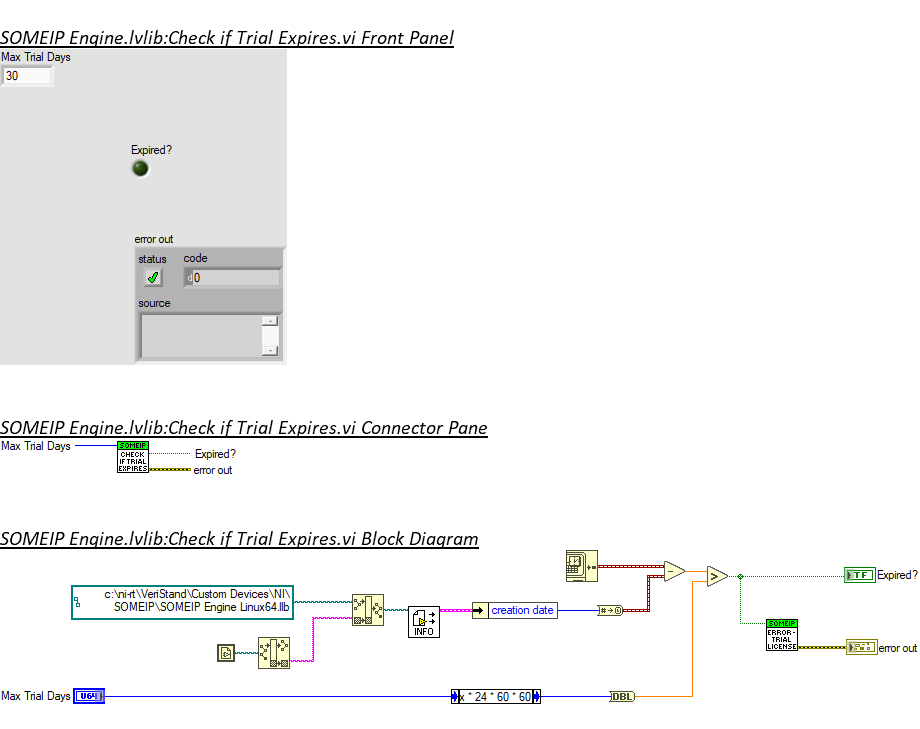 SOMEIP Engine.lvlib:Check if Trial Expires.vi Front Panel
Max Trial Days
30
Expired?
error out
status code
d0
source
SOMEIP Engine.lvlib:Check if Trial Expires.vi Connector Pane
Max Trial Days
SOMEIP
CHECK
IF TRIAL
EXPIRES
Expired?
error out
SOMEIP Engine.lvlib:Check if Trial Expires.vi Block Diagram
c:\ni-rt\VeriStand\Custom Devices\NI\
SOMEIP\SOMEIP Engine Linux64.llb
INFO
creation date
TF
Expired?
SOMEIP
ERROR-
TRIAL
LICENSE
error out
Max Trial Days
U64
x * 24 * 60 * 60
DBL